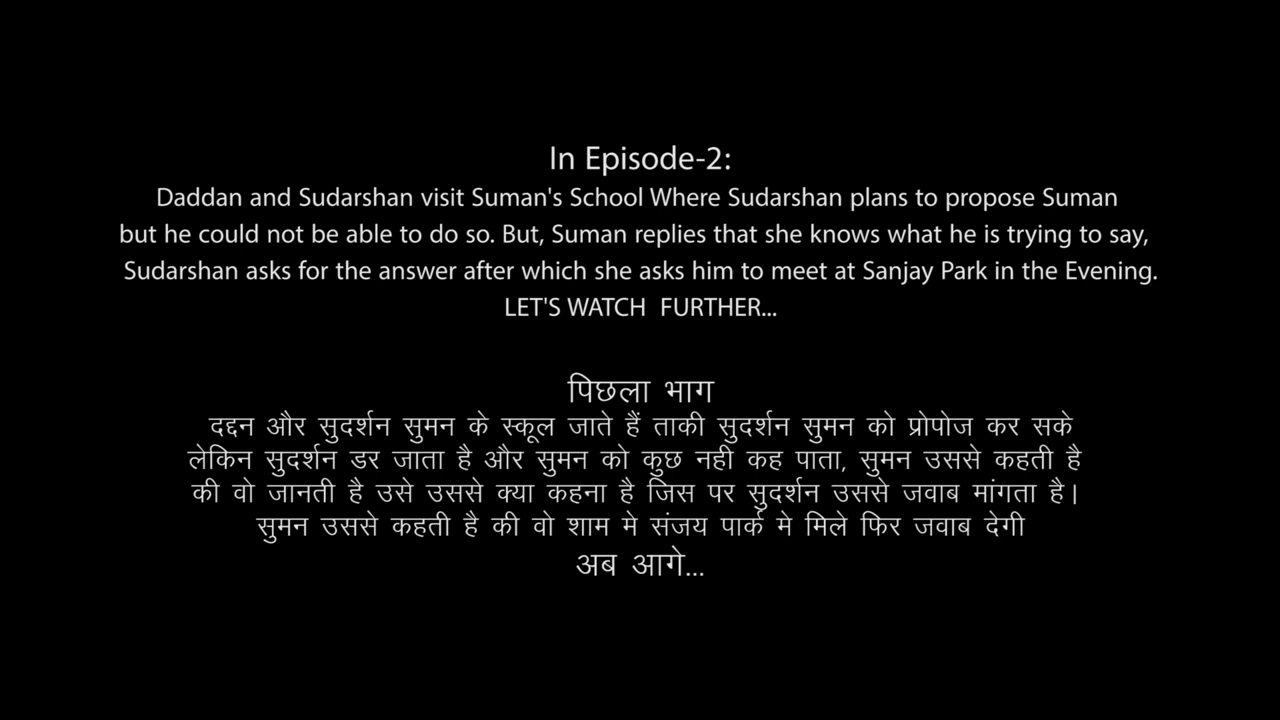 In Episode-2:
Daddan and Sudarshan visit Suman's School Where Sudarshan plans to propose Suman
but he could not be able to do so. But, Suman replies that she knows what he is trying to say,
Sudarshan asks for the answer after which she asks him to meet at Sanjay Park in the Evening.
LET'S WATCH FURTHER...
पिछला भाग
दद्दन और सुदर्शन सुमन के स्कूल जाते हैं ताकी सुदर्शन सुमन को प्रोपोज कर सके
लेकिन सुदर्शन डर जाता है और सुमन को कुछ नही कह पाता, सुमन उससे कहती है
की वो जानती है उसे उससे क्या कहना है जिस पर सुदर्शन उससे जवाब मांगता है।
सुमन उससे कहती है की वो शाम मे संजय पार्क मे मिले फिर जवाब देगी
अब आगे...